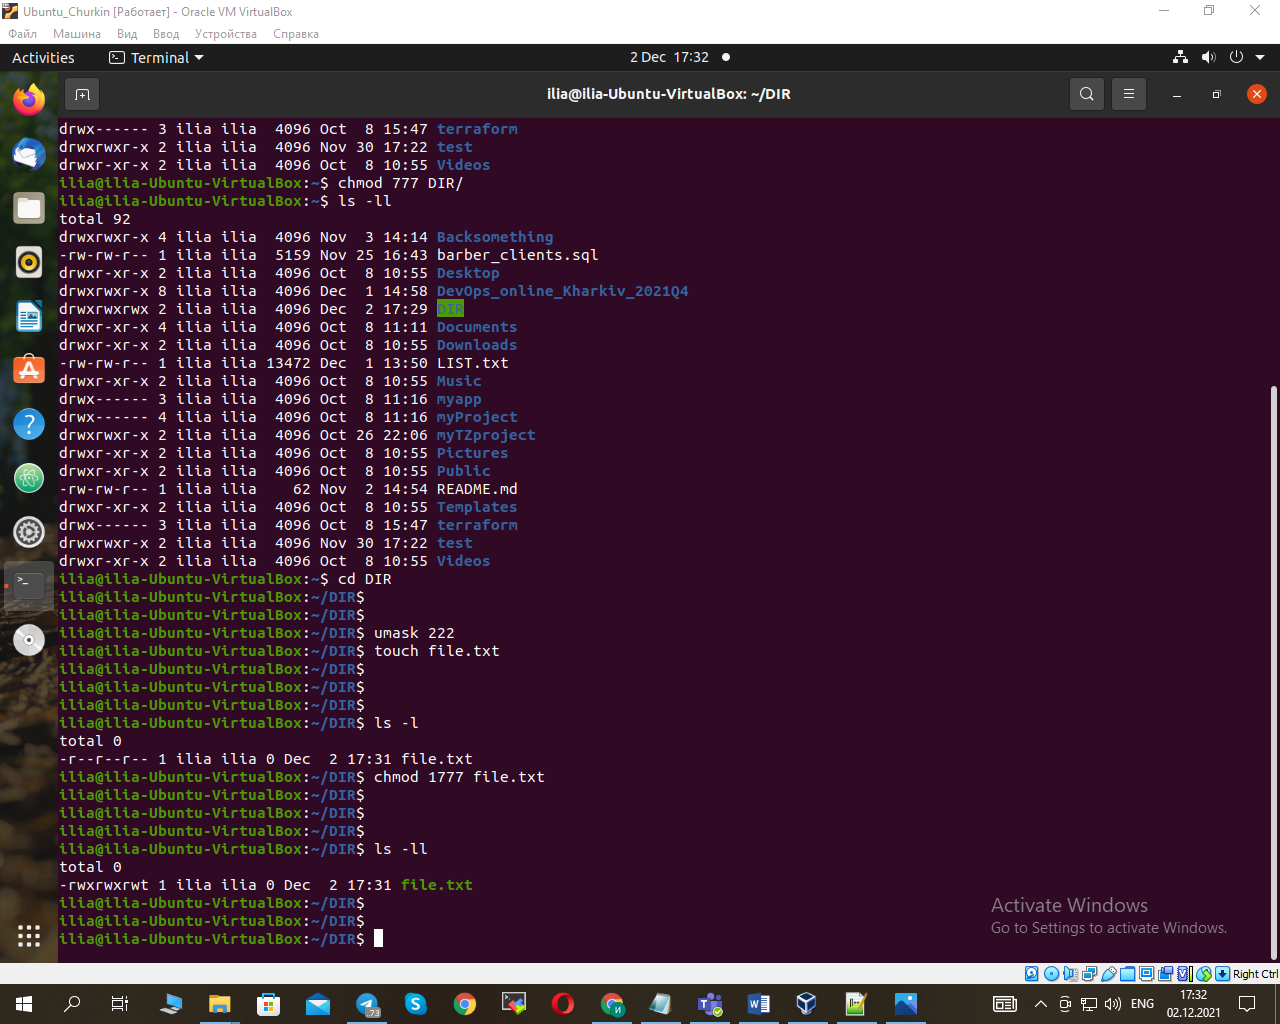 Ubuntu_Churkin [Работает] - Oracle VM VirtualBox
Файл Машина Вид Ввод Устройства Справка
Activities Terminal 2 Dec 17:32
ilia@ilia-Ubuntu-VirtualBox: ~/DIR
drwx------ 3 ilia ilia  4096 Oct  8 15:47 terraform
drwxrwxr-x 2 ilia ilia  4096 Nov 30 17:22 test
drwxr-xr-x 2 ilia ilia  4096 Oct  8 10:55 Videos
ilia@ilia-Ubuntu-VirtualBox:~$ chmod 777 DIR/
ilia@ilia-Ubuntu-VirtualBox:~$ ls -ll
total 92
drwxrwxr-x 4 ilia ilia  4096 Nov  3 14:14 Backsomething
-rw-rw-r-- 1 ilia ilia  5159 Nov 25 16:43 barber_clients.sql
drwxr-xr-x 2 ilia ilia  4096 Oct  8 10:55 Desktop
drwxrwxr-x 8 ilia ilia  4096 Dec  1 14:58 DevOps_online_Kharkiv_2021Q4
drwxrwxrwx 2 ilia ilia  4096 Dec  2 17:29 DIR
drwxr-xr-x 4 ilia ilia  4096 Oct  8 11:11 Documents
drwxr-xr-x 2 ilia ilia  4096 Oct  8 10:55 Downloads
-rw-rw-r-- 1 ilia ilia 13472 Dec  1 13:50 LIST.txt
drwxr-xr-x 2 ilia ilia  4096 Oct  8 10:55 Music
drwx------ 3 ilia ilia  4096 Oct  8 11:16 myapp
drwx------ 4 ilia ilia  4096 Oct  8 11:16 myProject
drwxrwxr-x 2 ilia ilia  4096 Oct 26 22:06 myTZproject
drwxr-xr-x 2 ilia ilia  4096 Oct  8 10:55 Pictures
drwxr-xr-x 2 ilia ilia  4096 Oct  8 10:55 Public
-rw-rw-r-- 1 ilia ilia    62 Nov  2 14:54 README.md
drwxr-xr-x 2 ilia ilia  4096 Oct  8 10:55 Templates
drwx------ 3 ilia ilia  4096 Oct  8 15:47 terraform
drwxrwxr-x 2 ilia ilia  4096 Nov 30 17:22 test
drwxr-xr-x 2 ilia ilia  4096 Oct  8 10:55 Videos
ilia@ilia-Ubuntu-VirtualBox:~$ cd DIR
ilia@ilia-Ubuntu-VirtualBox:~/DIR$
ilia@ilia-Ubuntu-VirtualBox:~/DIR$
ilia@ilia-Ubuntu-VirtualBox:~/DIR$ umask 222
ilia@ilia-Ubuntu-VirtualBox:~/DIR$ touch file.txt
ilia@ilia-Ubuntu-VirtualBox:~/DIR$
ilia@ilia-Ubuntu-VirtualBox:~/DIR$
ilia@ilia-Ubuntu-VirtualBox:~/DIR$
ilia@ilia-Ubuntu-VirtualBox:~/DIR$ ls -l
total 0
-r--r--r-- 1 ilia ilia 0 Dec  2 17:31 file.txt
ilia@ilia-Ubuntu-VirtualBox:~/DIR$ chmod 1777 file.txt
ilia@ilia-Ubuntu-VirtualBox:~/DIR$
ilia@ilia-Ubuntu-VirtualBox:~/DIR$
ilia@ilia-Ubuntu-VirtualBox:~/DIR$
ilia@ilia-Ubuntu-VirtualBox:~/DIR$ ls -ll
total 0
-rwxrwxrwt 1 ilia ilia 0 Dec  2 17:31 file.txt
ilia@ilia-Ubuntu-VirtualBox:~/DIR$
ilia@ilia-Ubuntu-VirtualBox:~/DIR$
ilia@ilia-Ubuntu-VirtualBox:~/DIR$
Activate Windows
Go to Settings to activate Windows.
Right Ctrl
ENG
17:32
02.12.2021